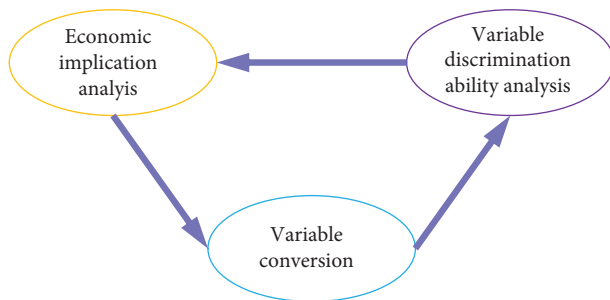 Economic
implication
analyis
Variable
discrimination
ability analysis
Variable
conversion